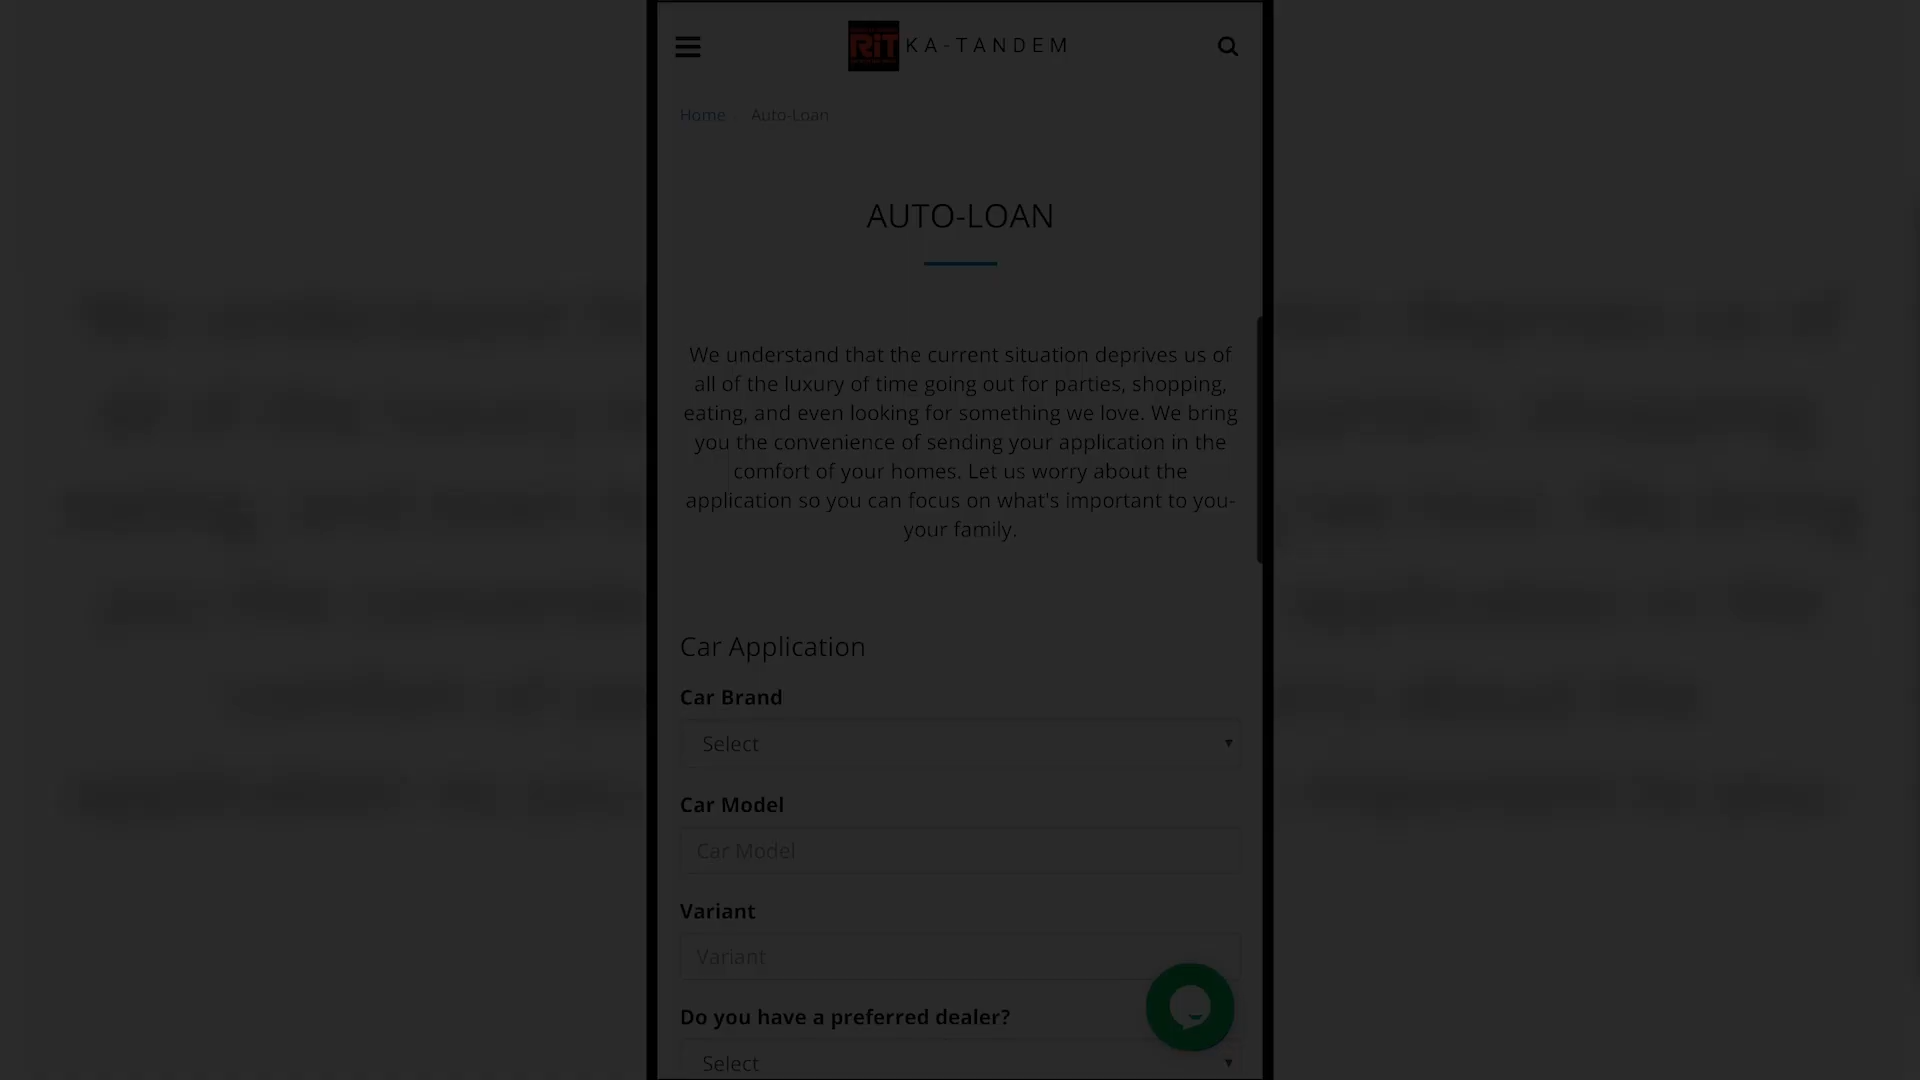 RiT KA-TANDEM
Home Auto-Loan
AUTO-LOAN
We understand that the current situation deprives us of
all of the luxury of time going out for parties, shopping,
eating, and even looking for something we love. We bring
you the convenience of sending your application in the
comfort of your homes. Let us worry about the
application so you can focus on what's important to you-
your family.
Car Application
Car Brand
Select
Car Model
Car Model
Variant
Variant
Do you have a preferred dealer?
Select